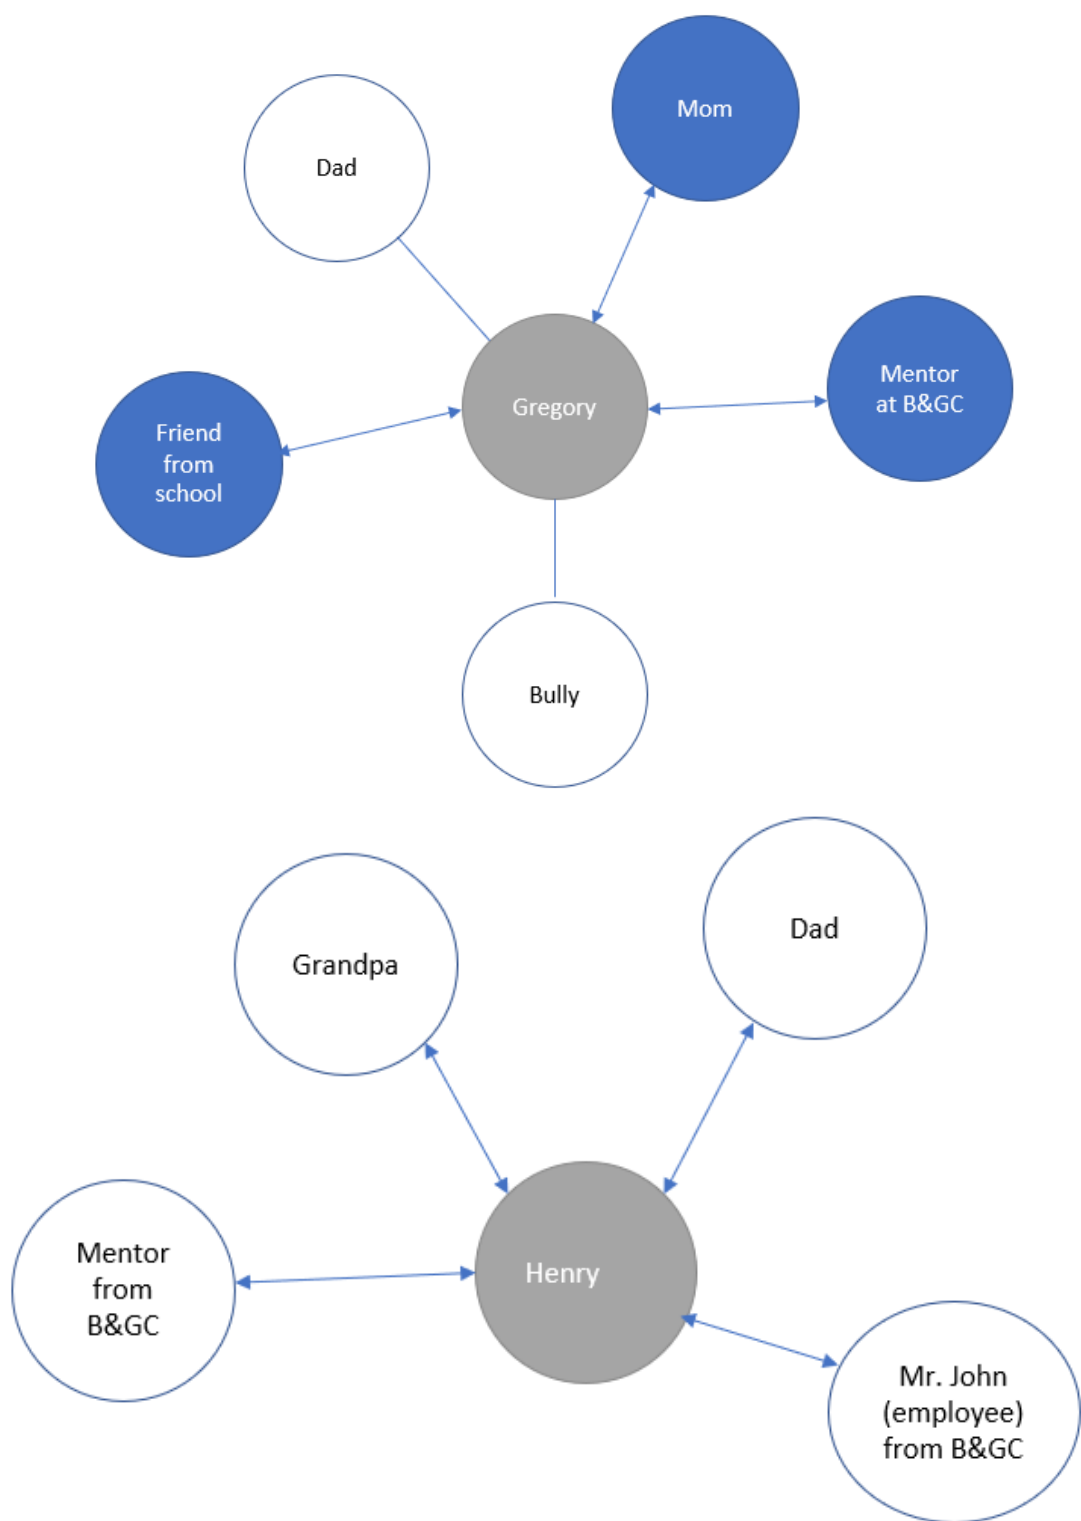 Mom
Dad
Mentor
at B&GC
Gregory
Friend
from
school
Bully
Dad
Grandpa
Mentor
from
B&GC
Henry
Mr. John
(employee)
from B&GC